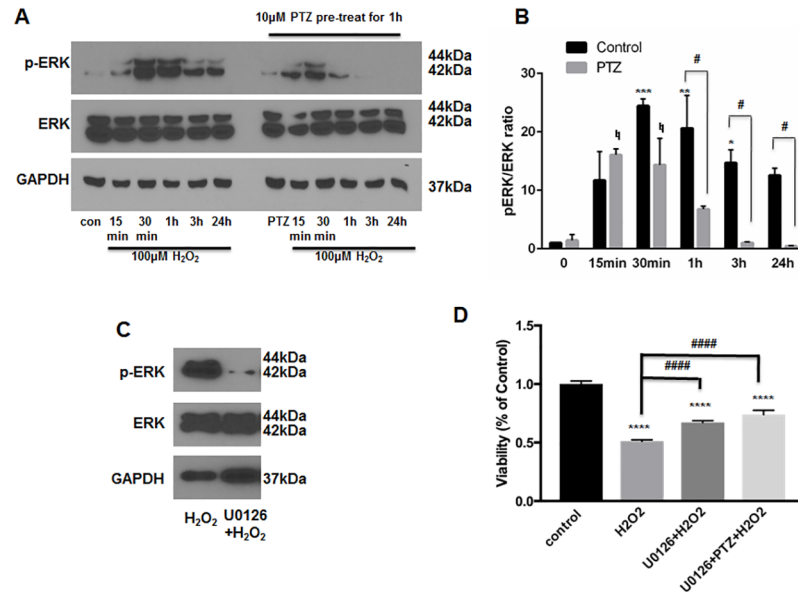 A
10µM PTZ pre-treat for 1h
p-ERK
44kDa
42kDa
ERK
44kDa
42kDa
GAPDH
37kDa
con 15 min 30 min 1h 3h 24h
PTZ 15 min 30 min 1h 3h 24h
100µM H₂O₂
100µM H₂O₂
B
Control
PTZ
pERK/ERK ratio
30
20
10
0
***
**
*
#
#
#
♮
♮
0 15min 30min 1h 3h 24h
C
p-ERK
44kDa
42kDa
ERK
44kDa
42kDa
GAPDH
37kDa
H₂O₂
U0126
+H₂O₂
D
Viability (% of Control)
1.5
1.0
0.5
0.0
####
####
****
****
****
control
H2O2
U0126+H2O2
U0126+PTZ+H2O2